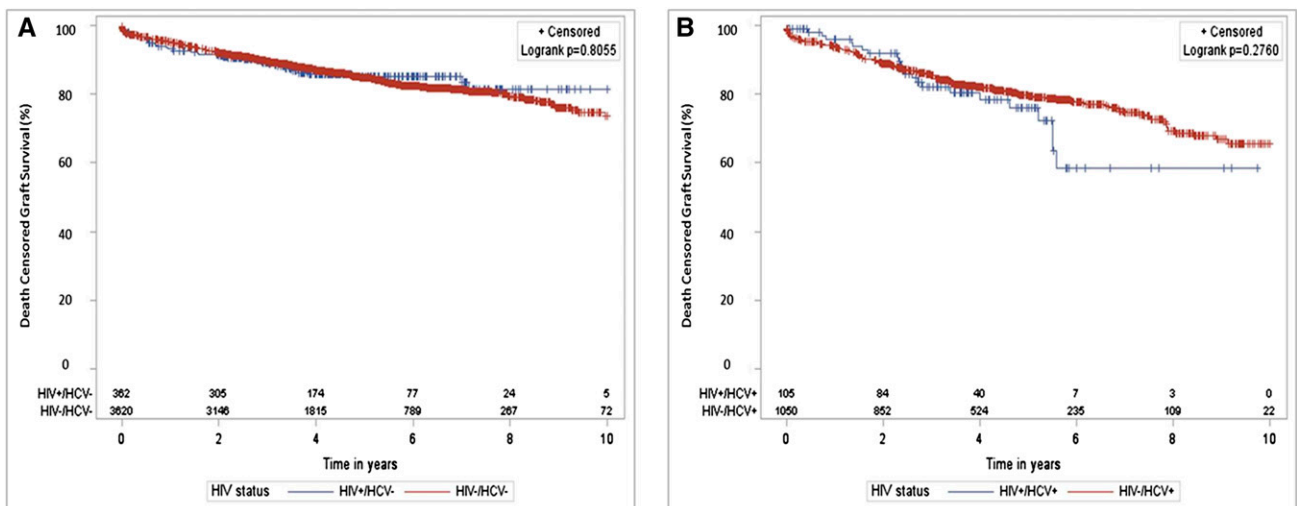 A
+ Censored
Logrank p=0.8055
Death Censored Graft Survival (%)
100
80
60
40
20
0
HIV+/HCV- 362 305 174 77 24 5
HIV-/HCV- 3620 3146 1815 789 267 72
0 2 4 6 8 10
Time in years
HIV status HIV+/HCV- HIV-/HCV-
B
+ Censored
Logrank p=0.2760
Death Censored Graft Survival (%)
100
80
60
40
20
0
HIV+/HCV+ 105 84 40 7 3 0
HIV-/HCV+ 1050 852 524 235 109 22
0 2 4 6 8 10
Time in years
HIV status HIV+/HCV+ HIV-/HCV+